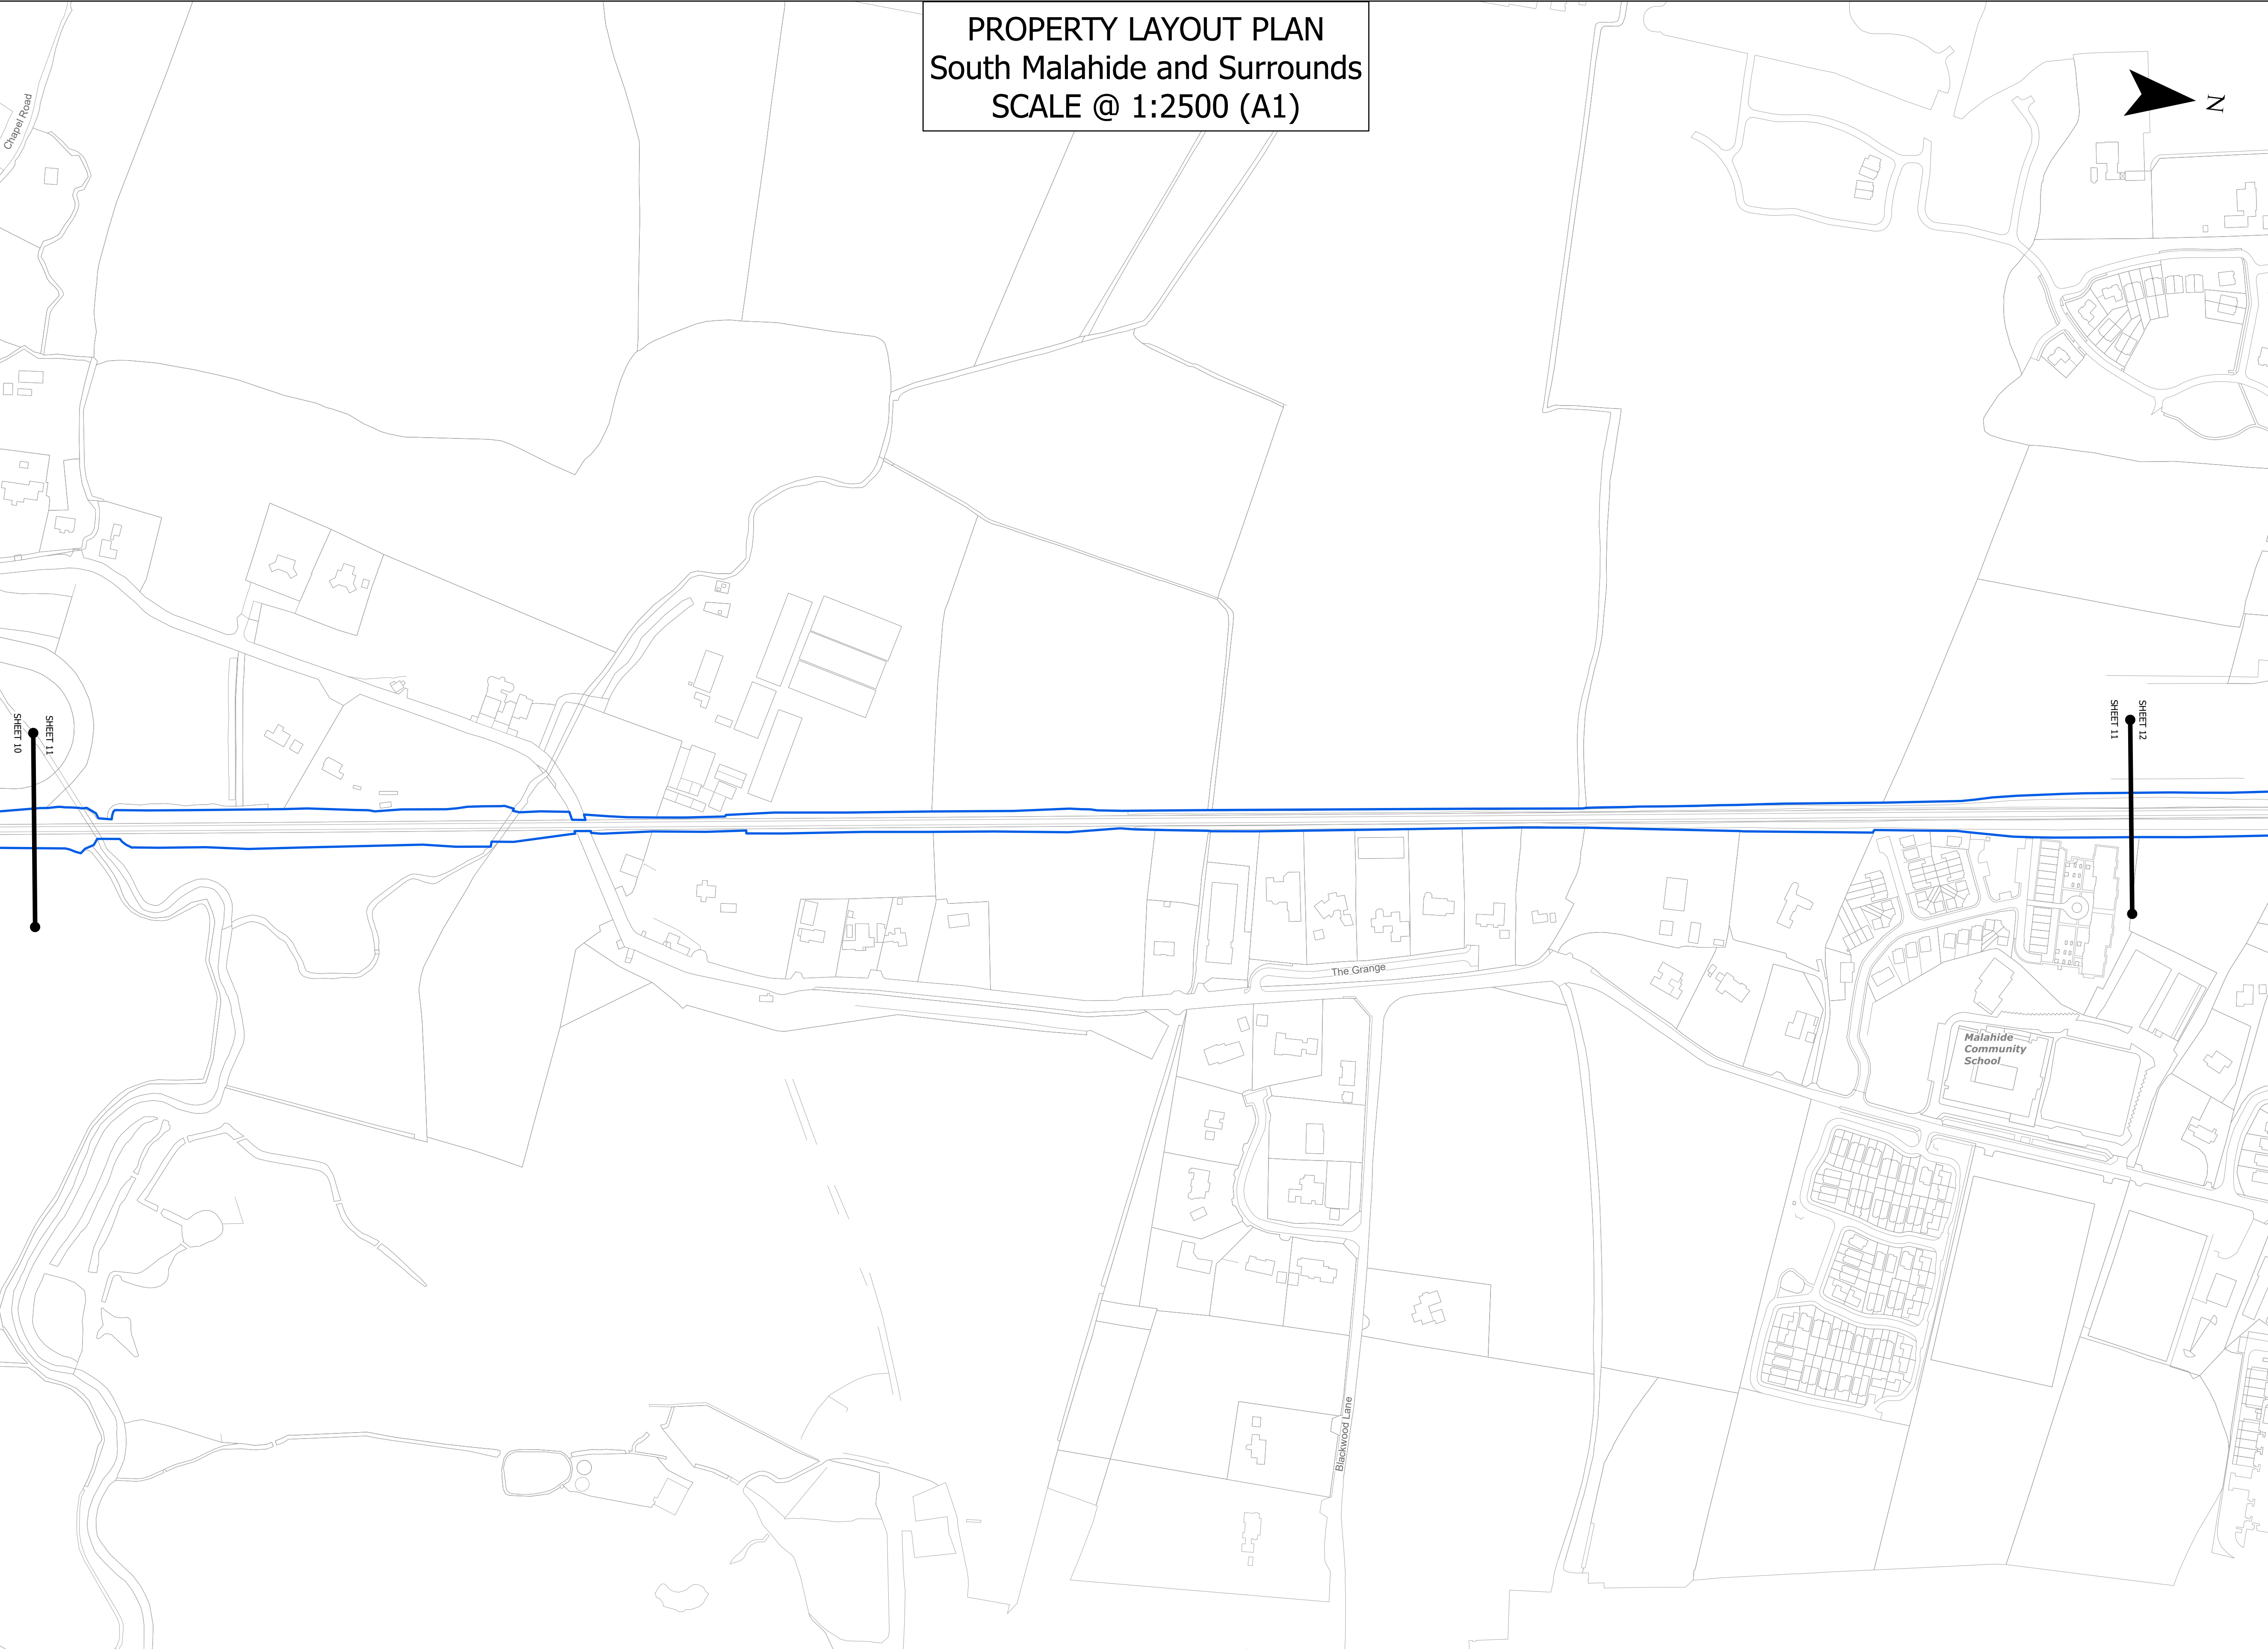 PROPERTY LAYOUT PLAN
South Malahide and Surrounds
SCALE @ 1:2500 (A1)
N
Chapel Road
SHEET 10
SHEET 11
SHEET 11
SHEET 12
The Grange
Malahide
Community
School
Blackwood Lane